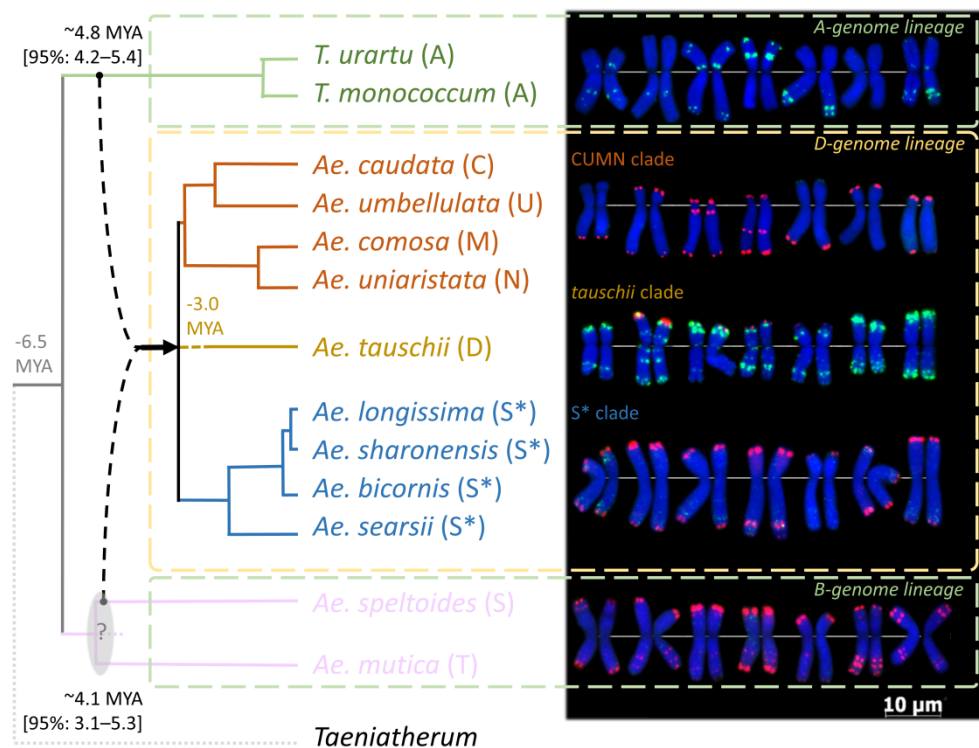 ~4.8 MYA
[95%: 4.2–5.4]
A-genome lineage
T. urartu (A)
T. monococcum (A)
D-genome lineage
CUMN clade
Ae. caudata (C)
Ae. umbellulata (U)
Ae. comosa (M)
Ae. uniaristata (N)
-3.0
MYA
tauschii clade
-6.5
MYA
Ae. tauschii (D)
S* clade
Ae. longissima (S*)
Ae. sharonensis (S*)
Ae. bicornis (S*)
Ae. searsii (S*)
B-genome lineage
Ae. speltoides (S)
?
Ae. mutica (T)
~4.1 MYA
[95%: 3.1–5.3]
10 µm
Taeniatherum